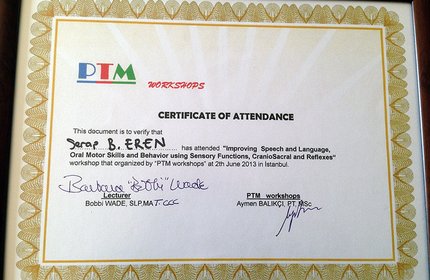 PTM WORKSHOPS
CERTIFICATE OF ATTENDANCE
This document is to verify that
Serap B. EREN has attended "Improving Speech and Language,
Oral Motor Skills and Behavior using Sensory Functions, CranioSacral and Reflexes"
workshop that organized by "PTM workshops" at 2th June 2013 in İstanbul.
Barbara "Bobbi" Wade
Lecturer PTM workshops
Bobbi WADE, SLP,MAT.CCC Aymen BALIKÇI, PT, MSc